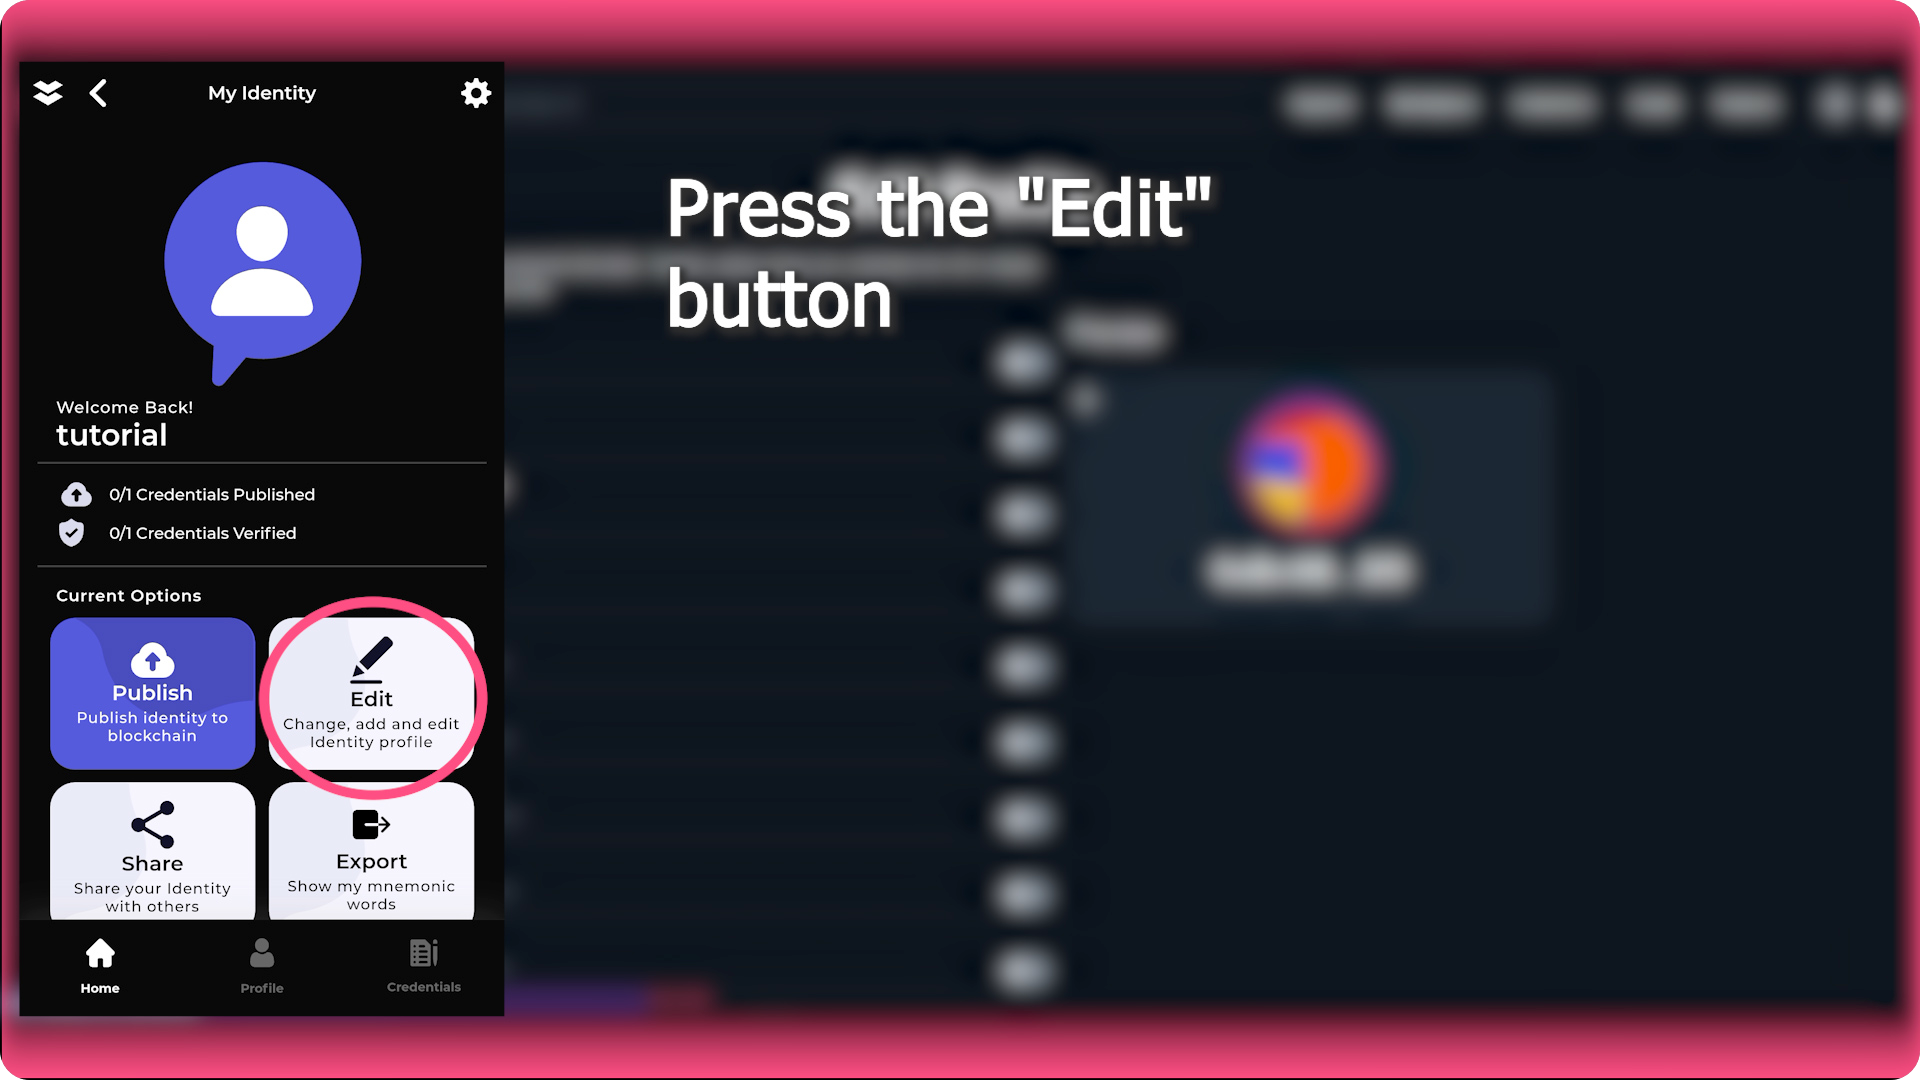 My Identity
Press the "Edit"
button
Welcome Back!
tutorial
0/1 Credentials Published
0/1 Credentials Verified
Current Options
Publish
Publish identity to
blockchain
Edit
Change, add and edit
Identity profile
Share
Share your Identity
with others
Export
Show my mnemonic
words
Home
Profile
Credentials